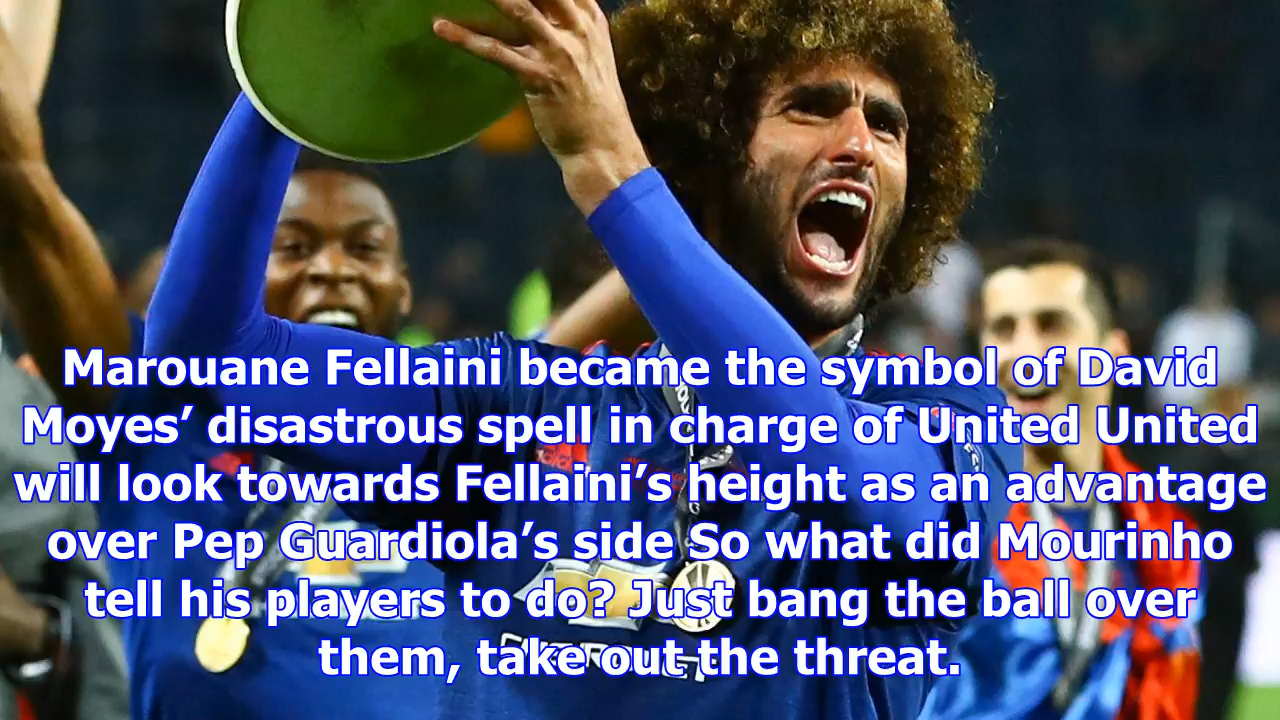 Marouane Fellaini became the symbol of David
Moyes’ disastrous spell in charge of United United
will look towards Fellaini’s height as an advantage
over Pep Guardiola’s side So what did Mourinho
tell his players to do? Just bang the ball over
them, take out the threat.